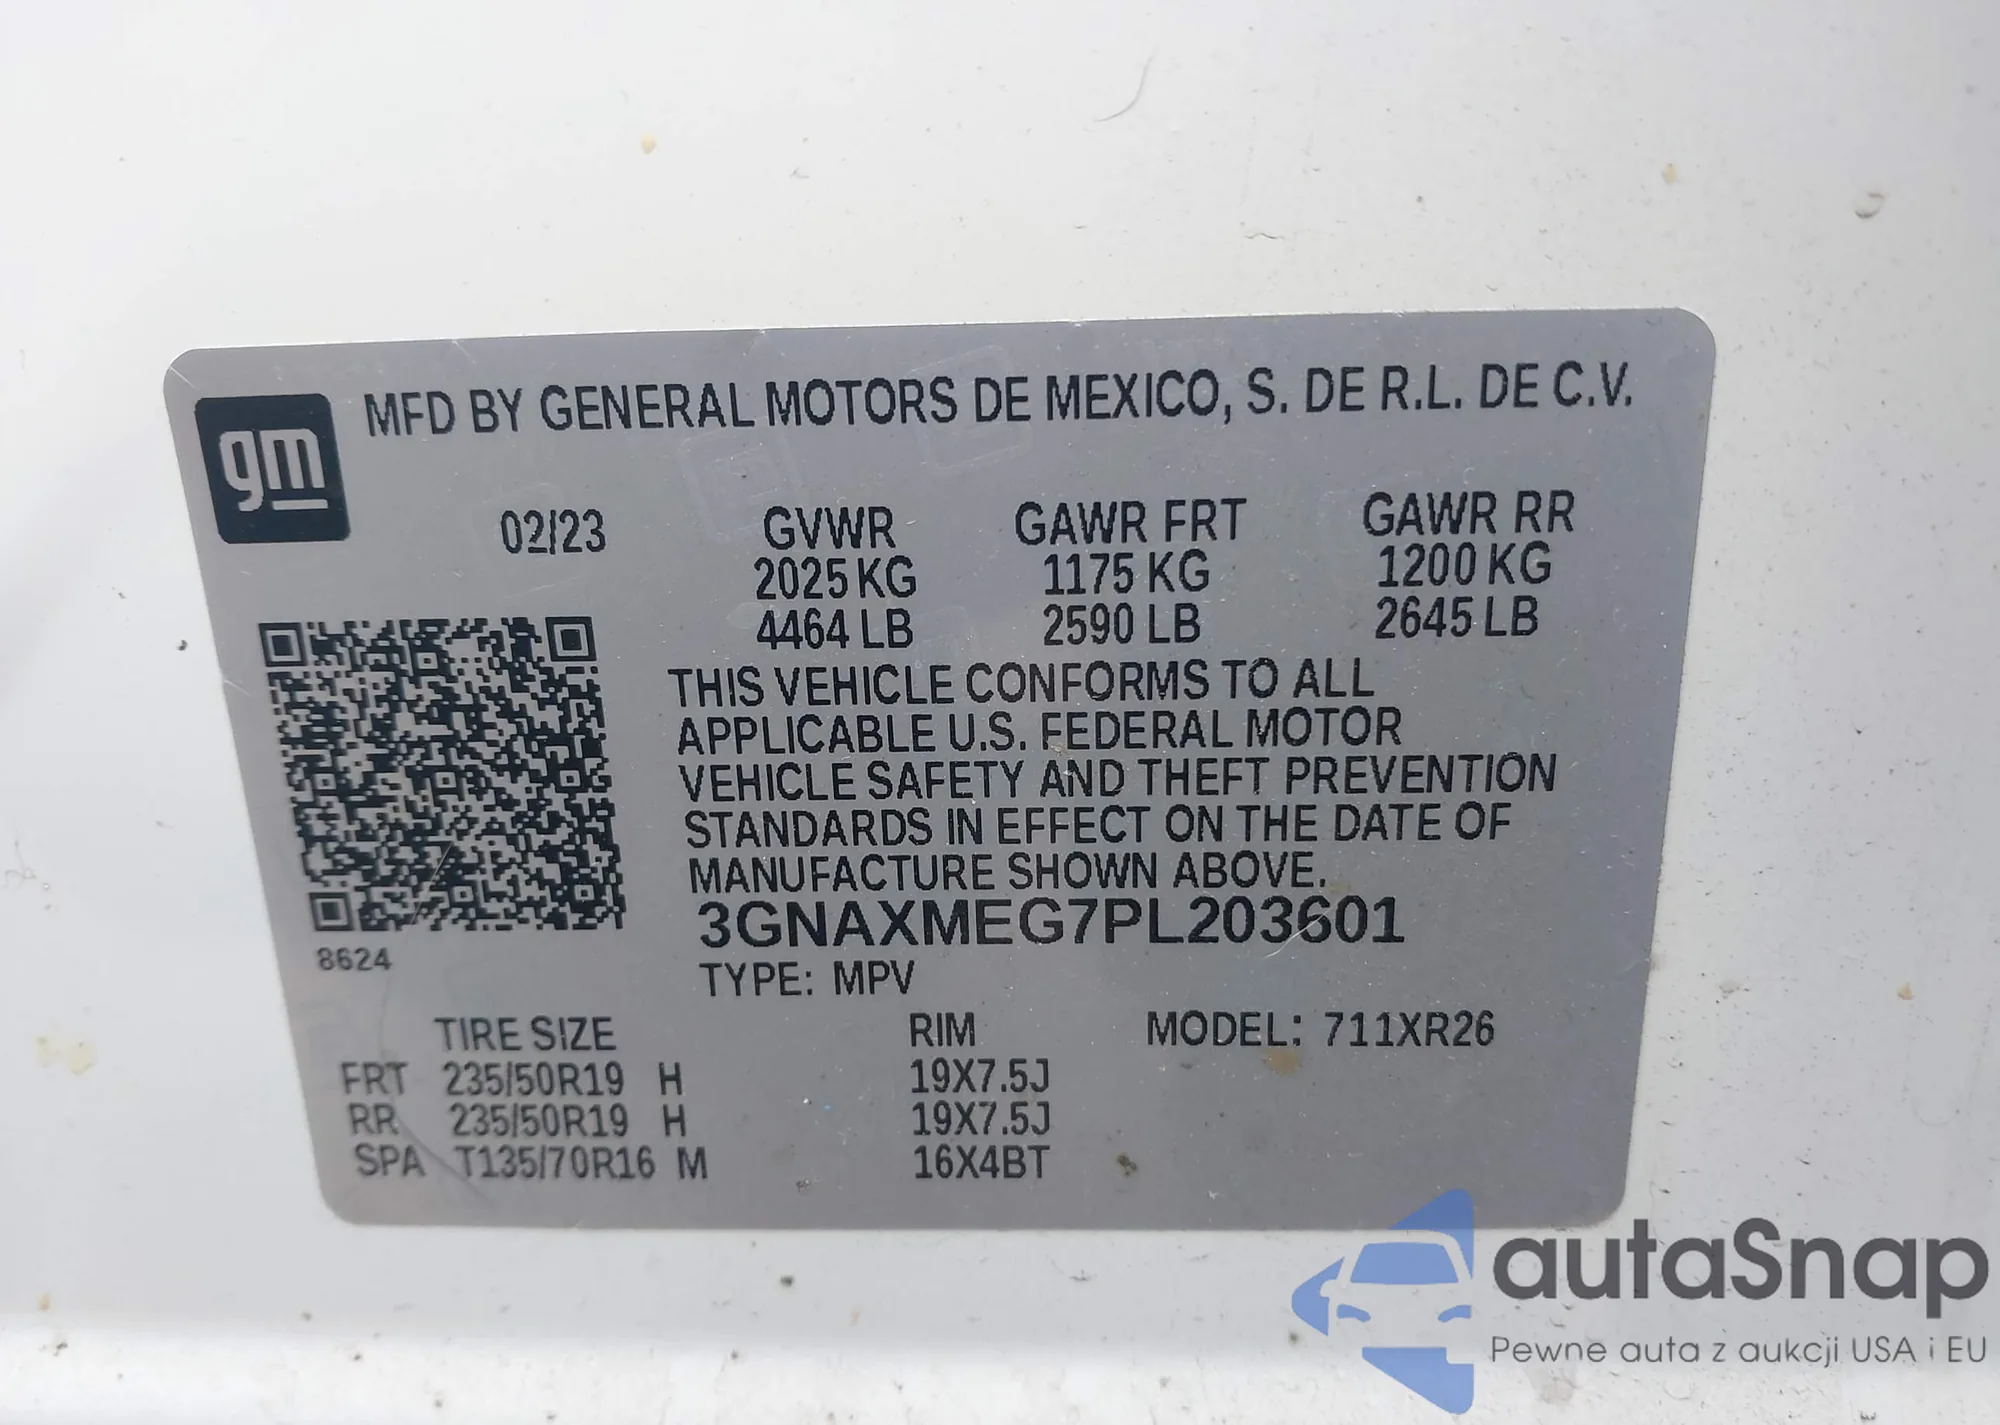 gm
MFD BY GENERAL MOTORS DE MEXICO, S. DE R.L. DE C.V.
02/23 GVWR GAWR FRT GAWR RR
2025 KG 1175 KG 1200 KG
4464 LB 2590 LB 2645 LB
THIS VEHICLE CONFORMS TO ALL
APPLICABLE U.S. FEDERAL MOTOR
VEHICLE SAFETY AND THEFT PREVENTION
STANDARDS IN EFFECT ON THE DATE OF
MANUFACTURE SHOWN ABOVE.
3GNAXMEG7PL203601
8624
TYPE: MPV
TIRE SIZE RIM MODEL: 711XR26
FRT 235/50R19 H 19X7.5J
RR 235/50R19 H 19X7.5J
SPA T135/70R16 M 16X4BT
autaSnap
Pewne auta z aukcji USA i EU